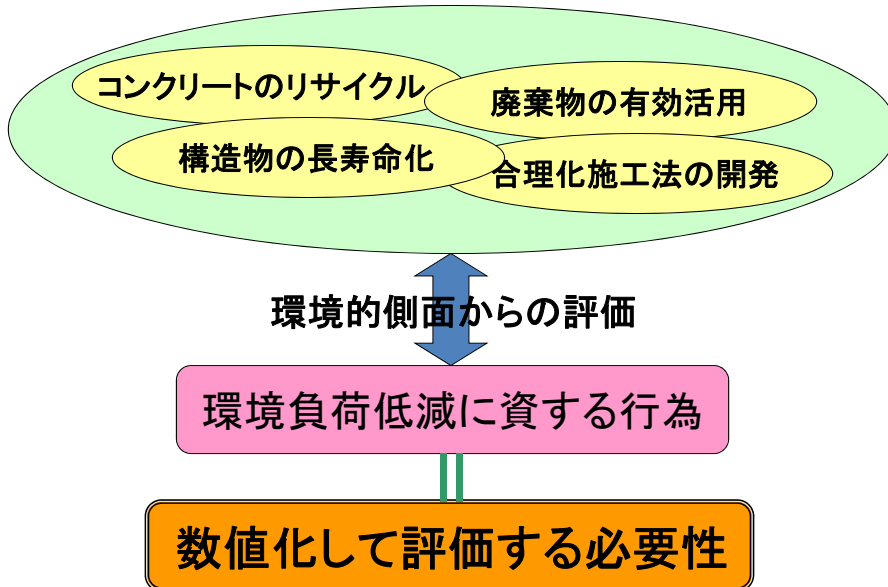 コンクリートのリサイクル
廃棄物の有効活用
構造物の長寿命化
合理化施工法の開発
環境的側面からの評価
環境負荷低減に資する行為
数値化して評価する必要性